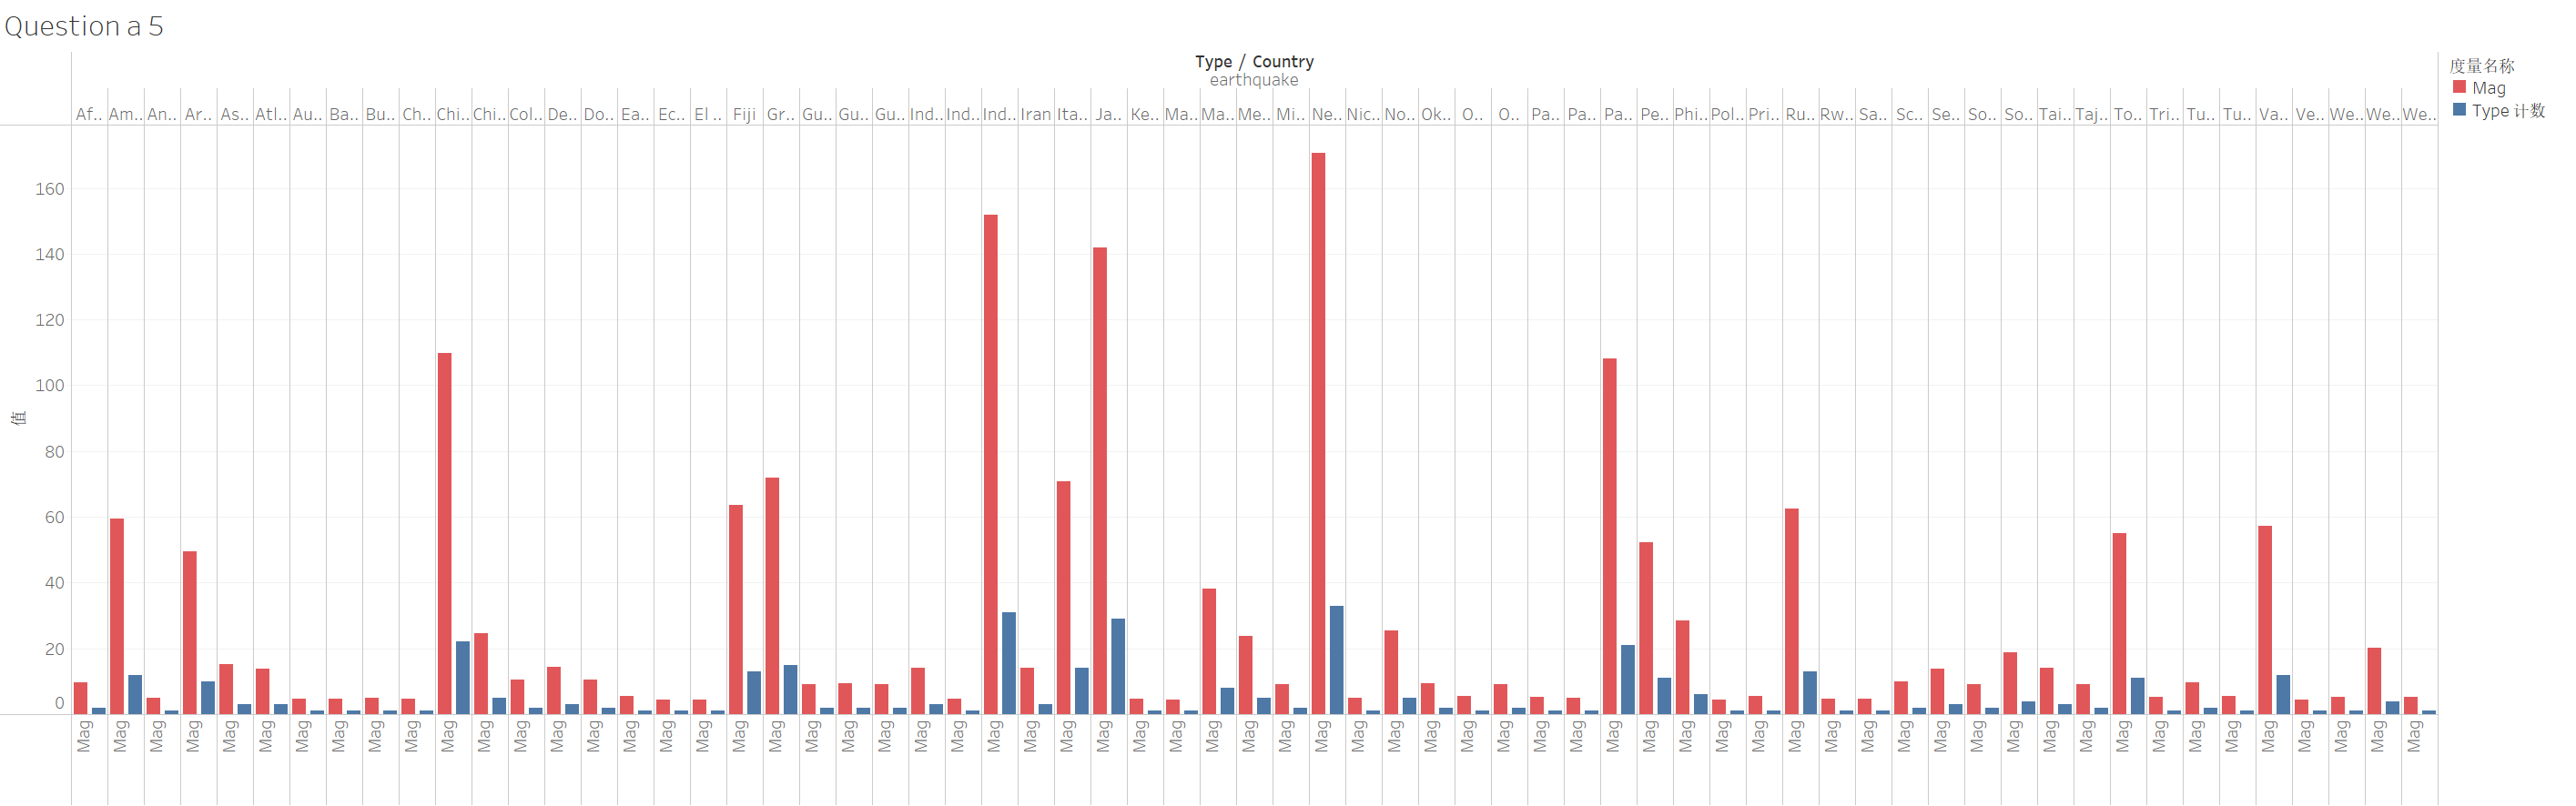 Question a 5
Type / Country
earthquake
Af.. Am.. An.. Ar.. As.. Atl.. Au.. Ba.. Bu.. Ch.. Chi.. Chi.. Col.. De.. Do.. Ea.. Ec.. El .. Fiji Gr.. Gu.. Gu.. Gu.. Ind.. Ind.. Ind.. Iran Ita.. Ja.. Ke.. Ma.. Ma.. Me.. Mi.. Ne.. Nic.. No.. Ok.. O.. O.. Pa.. Pa.. Pa.. Pe.. Phi.. Pol.. Pri.. Ru.. Rw.. Sa.. Sc.. Se.. So.. So.. Tai.. Taj.. To.. Tri.. Tu.. Tu.. Va.. Ve.. We.. We.. We..
度量名称
Mag
Type 计数
160
140
120
100
80
60
40
20
0
值
Mag Mag Mag Mag Mag Mag Mag Mag Mag Mag Mag Mag Mag Mag Mag Mag Mag Mag Mag Mag Mag Mag Mag Mag Mag Mag Mag Mag Mag Mag Mag Mag Mag Mag Mag Mag Mag Mag Mag Mag Mag Mag Mag Mag Mag Mag Mag Mag Mag Mag Mag Mag Mag Mag Mag Mag Mag Mag Mag Mag Mag Mag Mag Mag Mag